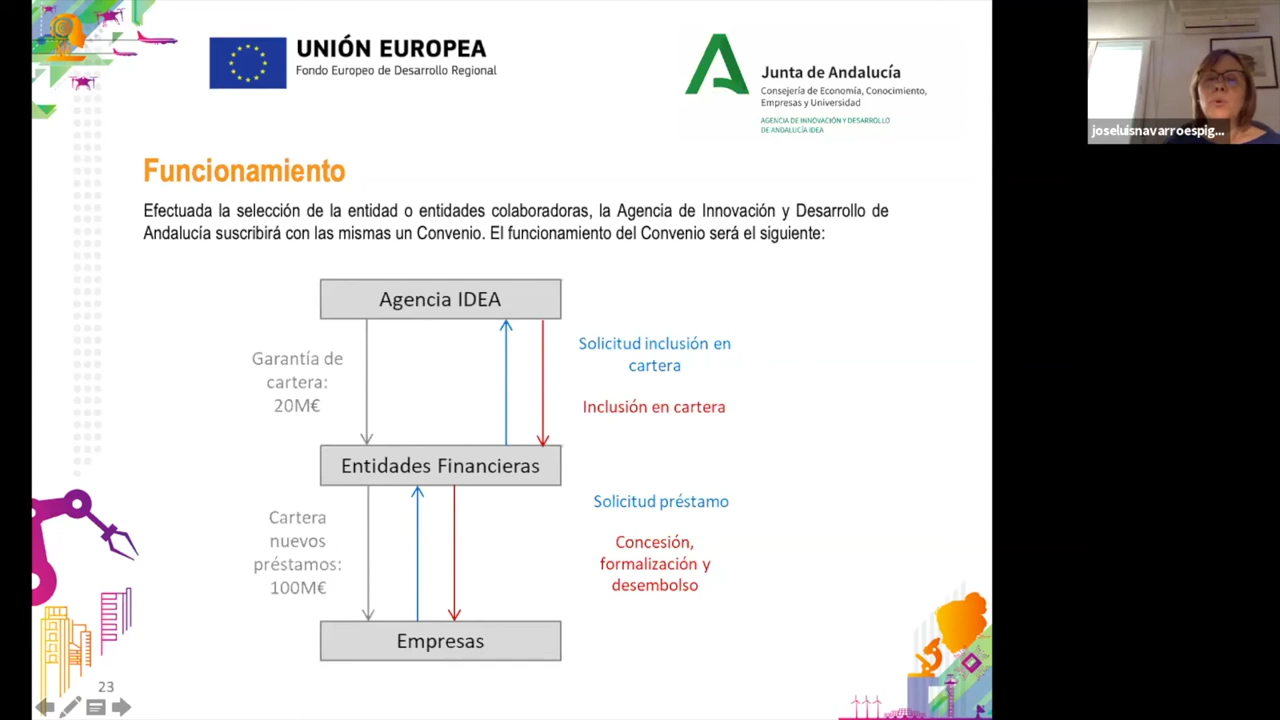 UNIÓN EUROPEA
Fondo Europeo de Desarrollo Regional
Junta de Andalucía
Consejería de Economía, Conocimiento,
Empresas y Universidad
AGENCIA DE INNOVACIÓN Y DESARROLLO
DE ANDALUCÍA IDEA
joseluisnavarroespig...
Funcionamiento
Efectuada la selección de la entidad o entidades colaboradoras, la Agencia de Innovación y Desarrollo de
Andalucía suscribirá con las mismas un Convenio. El funcionamiento del Convenio será el siguiente:
Agencia IDEA
Garantía de
cartera:
20M€
Solicitud inclusión en
cartera
Inclusión en cartera
Entidades Financieras
Cartera
nuevos
préstamos:
100M€
Solicitud préstamo
Concesión,
formalización y
desembolso
Empresas
23